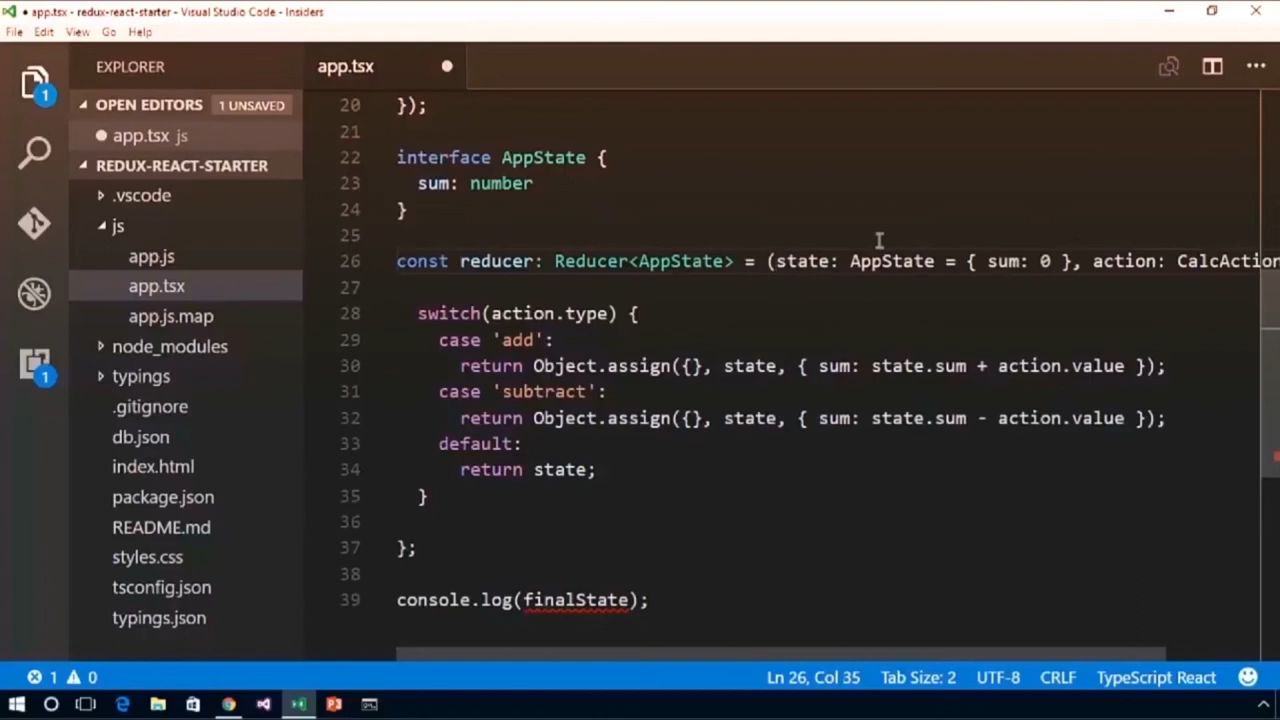 ● app.tsx - redux-react-starter - Visual Studio Code - Insiders
File Edit View Go Help
EXPLORER
OPEN EDITORS 1 UNSAVED
app.tsx js
REDUX-REACT-STARTER
.vscode
js
app.js
app.tsx
app.js.map
node_modules
typings
.gitignore
db.json
index.html
package.json
README.md
styles.css
tsconfig.json
typings.json
1
1
app.tsx
20 });
21
22 interface AppState {
23 sum: number
24 }
25
26 const reducer: Reducer<AppState> = (state: AppState = { sum: 0 }, action: CalcAction
27
28 switch(action.type) {
29 case 'add':
30 return Object.assign({}, state, { sum: state.sum + action.value });
31 case 'subtract':
32 return Object.assign({}, state, { sum: state.sum - action.value });
33 default:
34 return state;
35 }
36
37 };
38
39 console.log(finalState);
1 0 Ln 26, Col 35 Tab Size: 2 UTF-8 CRLF TypeScript React